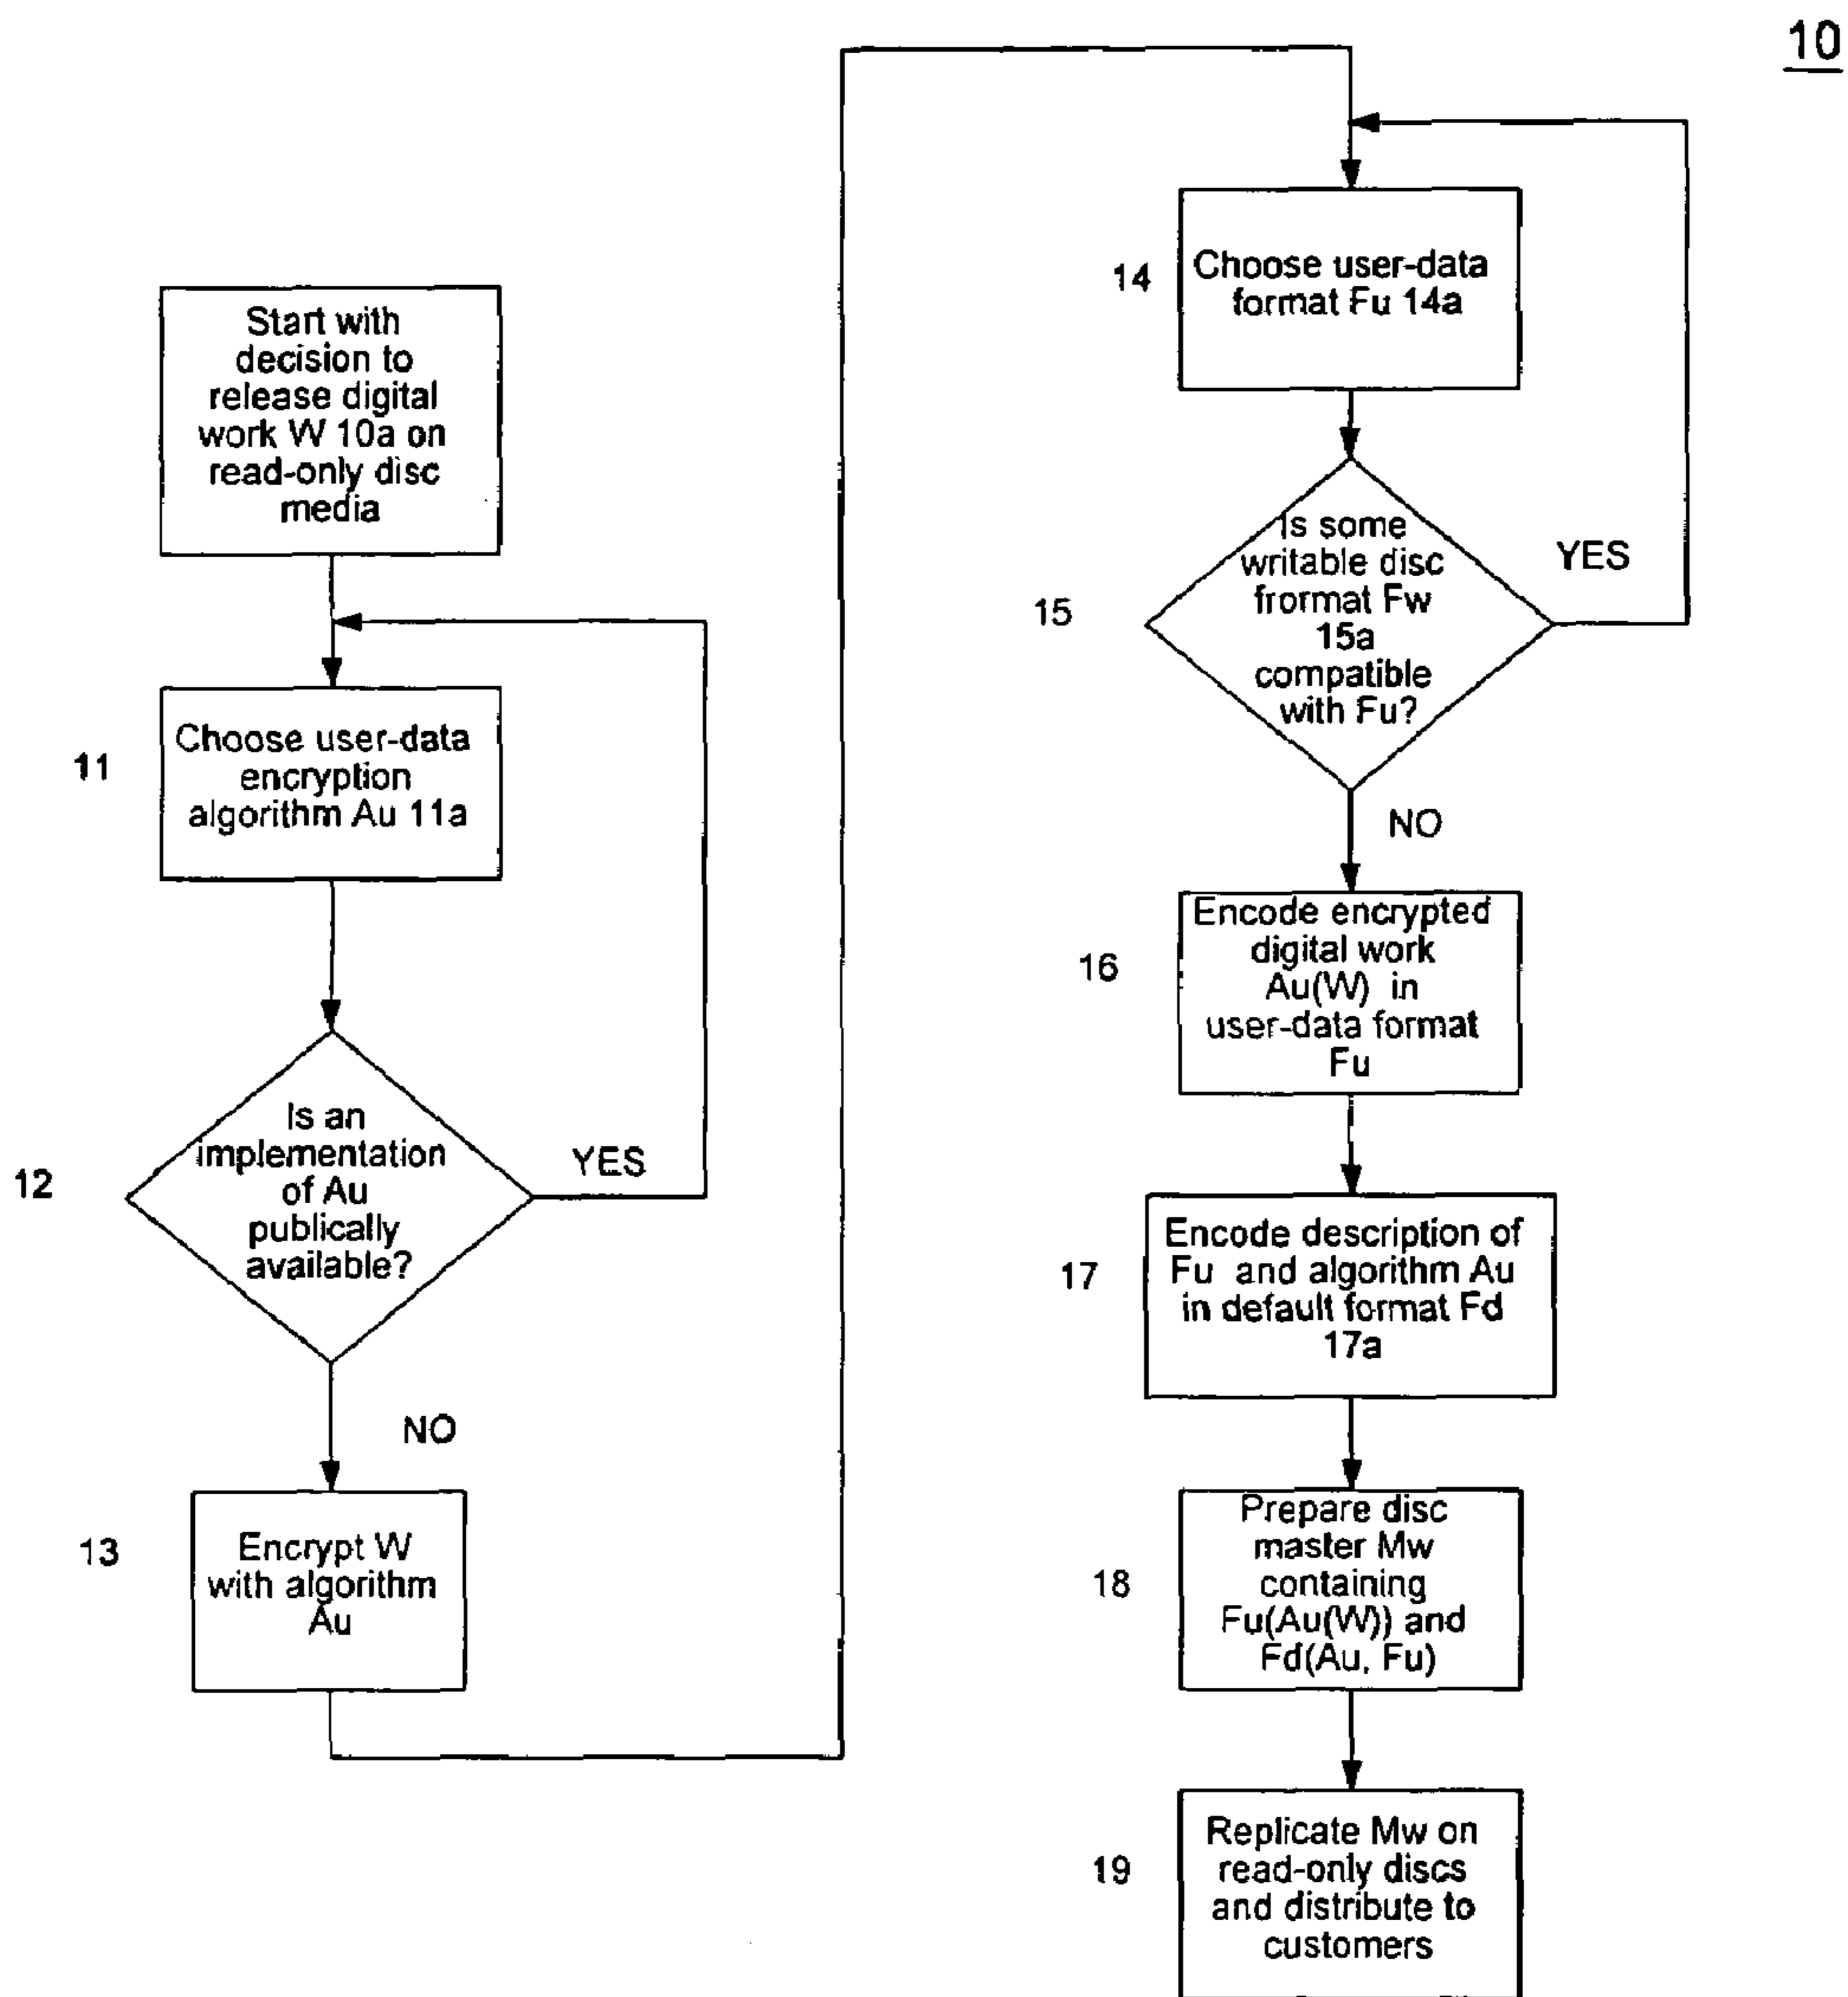 10
Start with
decision to
release digital
work W 10a on
read-only disc
media
11
Choose user-data
encryption
algorithm Au 11a
12
Is an
implementation
of Au
publically
available?
YES
NO
13
Encrypt W
with algorithm
Au
14
Choose user-data
format Fu 14a
15
Is some
writable disc
frormat Fw
15a
compatible
with Fu?
YES
NO
16
Encode encrypted
digital work
Au(W) in
user-data format
Fu
17
Encode description of
Fu and algorithm Au
in default format Fd
17a
18
Prepare disc
master Mw
containing
Fu(Au(W)) and
Fd(Au, Fu)
19
Replicate Mw on
read-only discs
and distribute to
customers